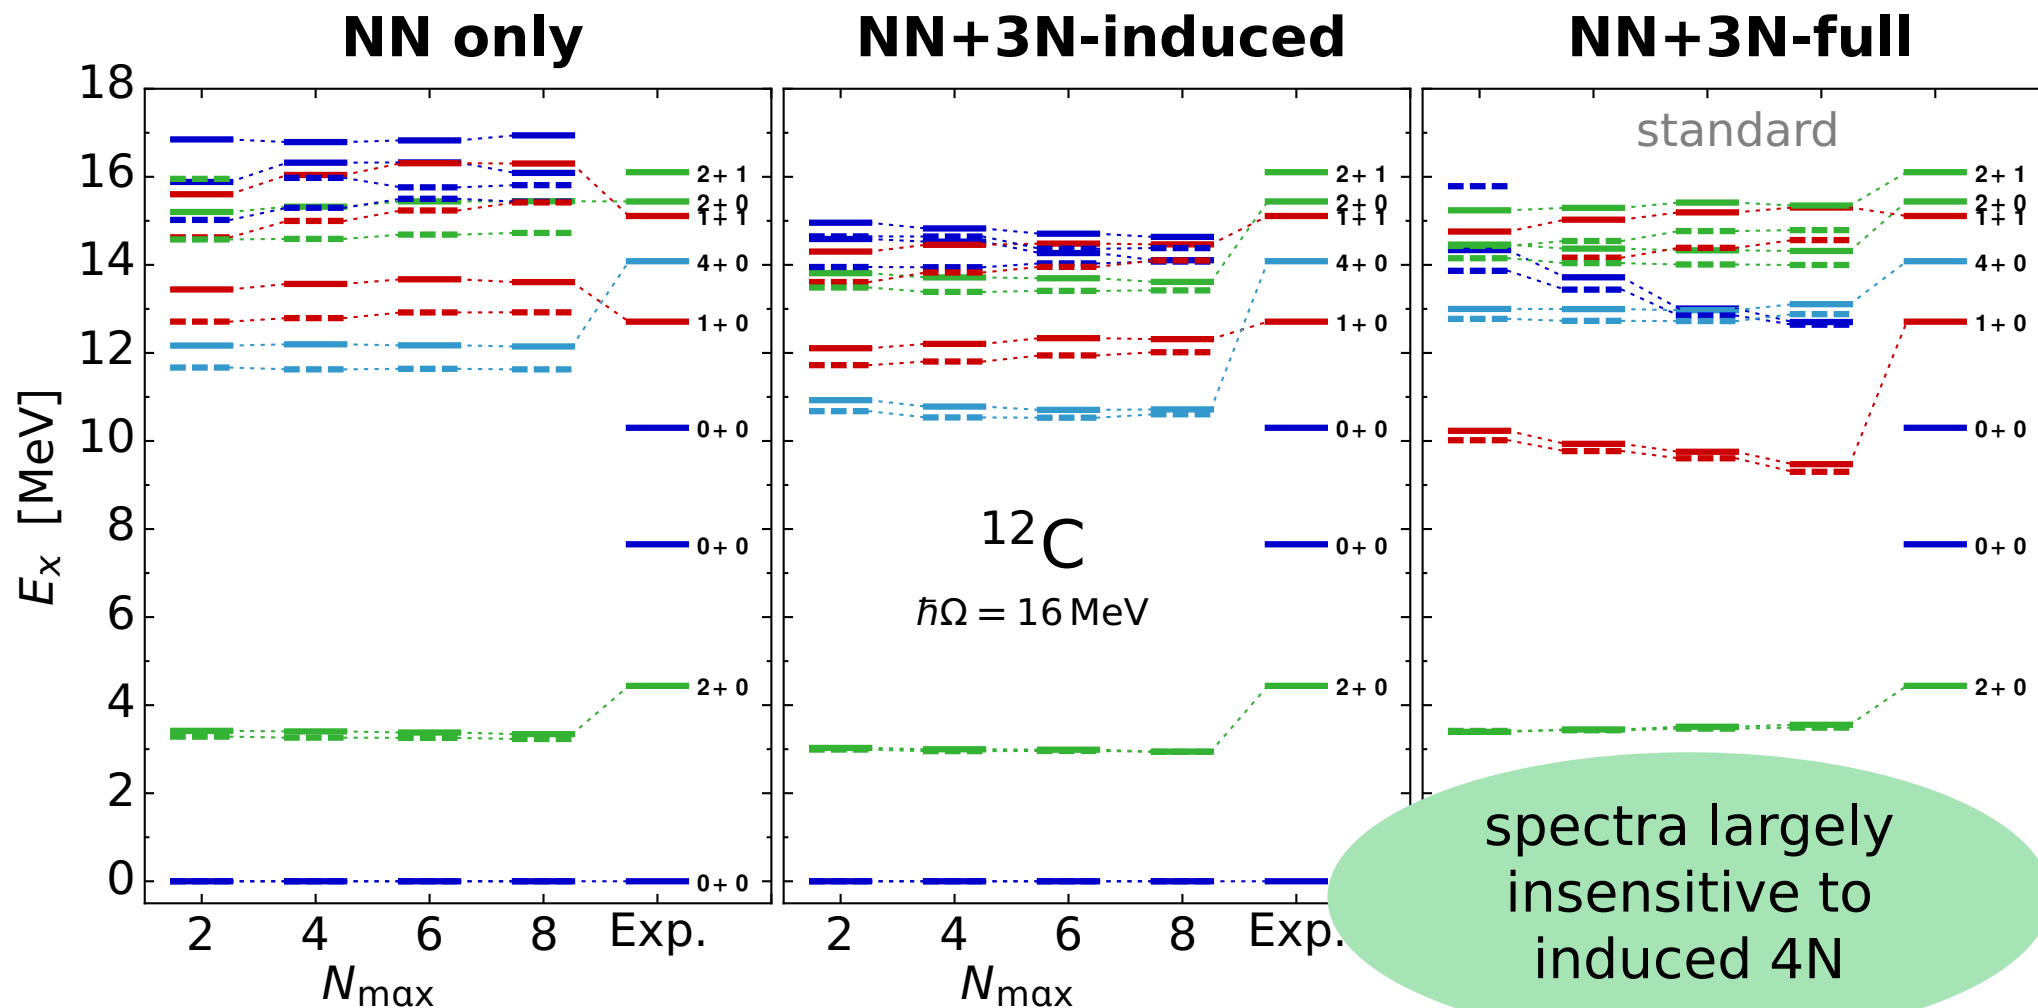 NN only
NN+3N-induced
NN+3N-full
E_x [MeV]
18
16
14
12
10
8
6
4
2
0
2+ 1
2+ 0
1+ 1
4+ 0
1+ 0
0+ 0
0+ 0
2+ 0
0+ 0
2 4 6 8 Exp.
N_max
2+ 1
2+ 0
1+ 1
4+ 0
1+ 0
0+ 0
0+ 0
2+ 0
¹²C
ℏΩ = 16 MeV
2 4 6 8 Exp.
N_max
standard
2+ 1
2+ 0
1+ 1
4+ 0
1+ 0
0+ 0
0+ 0
2+ 0
spectra largely
insensitive to
induced 4N